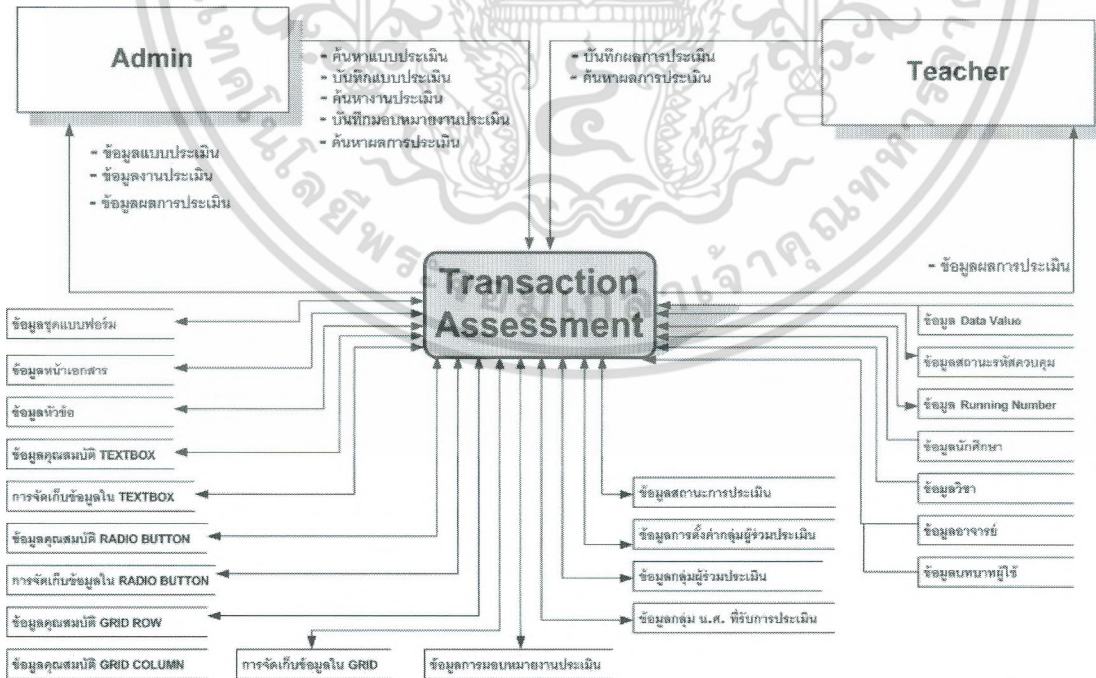 Admin
Teacher
- ค้นหาแบบประเมิน
- บันทึกแบบประเมิน
- ค้นหางานประเมิน
- บันทึกมอบหมายงานประเมิน
- ค้นหาผลการประเมิน
- บันทึกผลการประเมิน
- ค้นหาผลการประเมิน
- ข้อมูลแบบประเมิน
- ข้อมูลงานประเมิน
- ข้อมูลผลการประเมิน
- ข้อมูลผลการประเมิน
Transaction
Assessment
ข้อมูลชุดแบบฟอร์ม
ข้อมูลหน้าเอกสาร
ข้อมูลหัวข้อ
ข้อมูลคุณสมบัติ TEXTBOX
การจัดเก็บข้อมูลใน TEXTBOX
ข้อมูลคุณสมบัติ RADIO BUTTON
การจัดเก็บข้อมูลใน RADIO BUTTON
ข้อมูลคุณสมบัติ GRID ROW
ข้อมูลคุณสมบัติ GRID COLUMN
การจัดเก็บข้อมูลใน GRID
ข้อมูลการมอบหมายงานประเมิน
ข้อมูลสถานะการประเมิน
ข้อมูลการตั้งค่ากลุ่มผู้ร่วมประเมิน
ข้อมูลกลุ่มผู้ร่วมประเมิน
ข้อมูลกลุ่ม น.ศ. ที่รับการประเมิน
ข้อมูล Data Value
ข้อมูลสถานะรหัสควบคุม
ข้อมูล Running Number
ข้อมูลนักศึกษา
ข้อมูลวิชา
ข้อมูลอาจารย์
ข้อมูลบทบาทผู้ใช้